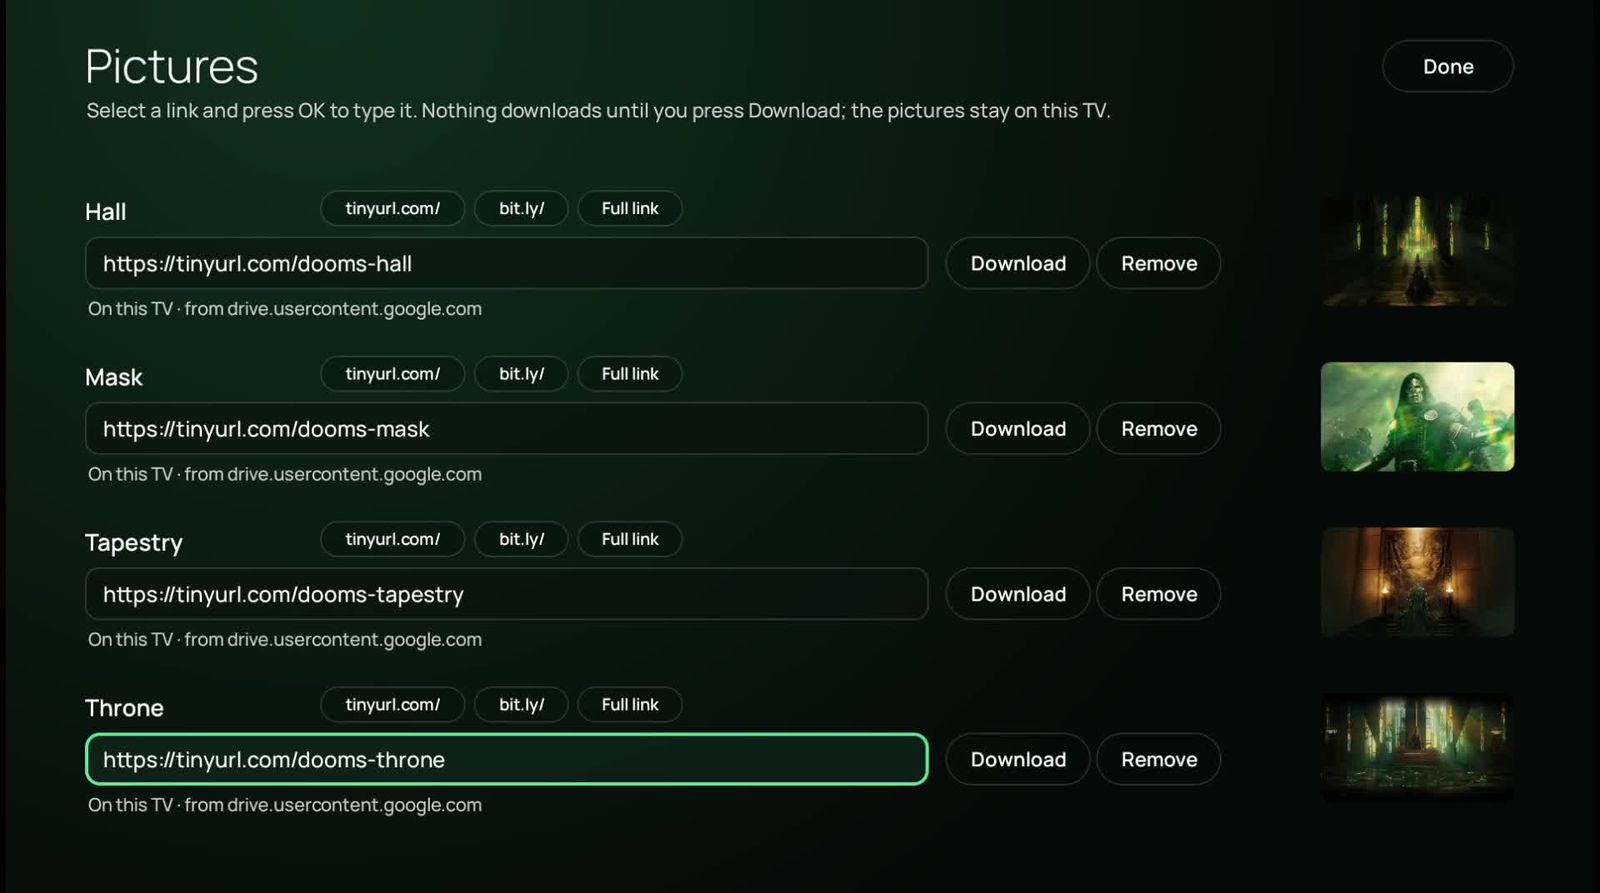 Pictures
Done
Select a link and press OK to type it. Nothing downloads until you press Download; the pictures stay on this TV.
Hall
tinyurl.com/ bit.ly/ Full link
https://tinyurl.com/dooms-hall
Download Remove
On this TV · from drive.usercontent.google.com
Mask
tinyurl.com/ bit.ly/ Full link
https://tinyurl.com/dooms-mask
Download Remove
On this TV · from drive.usercontent.google.com
Tapestry
tinyurl.com/ bit.ly/ Full link
https://tinyurl.com/dooms-tapestry
Download Remove
On this TV · from drive.usercontent.google.com
Throne
tinyurl.com/ bit.ly/ Full link
https://tinyurl.com/dooms-throne
Download Remove
On this TV · from drive.usercontent.google.com